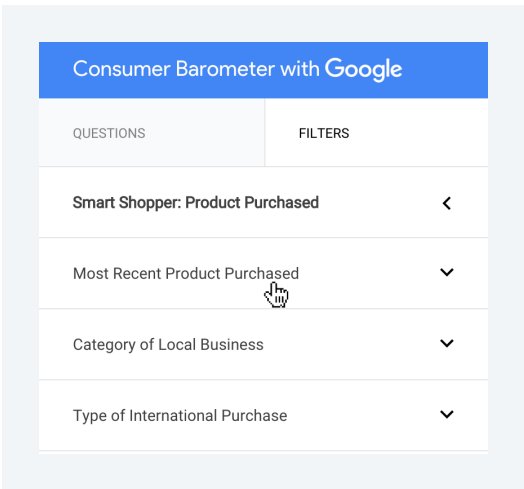 Consumer Barometer with Google
QUESTIONS
FILTERS
Smart Shopper: Product Purchased
Most Recent Product Purchased
Category of Local Business
Type of International Purchase